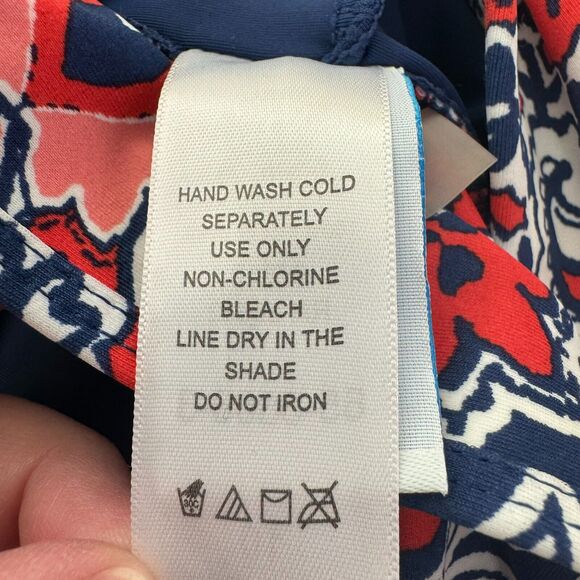 HAND WASH COLD
SEPARATELY
USE ONLY
NON-CHLORINE
BLEACH
LINE DRY IN THE
SHADE
DO NOT IRON